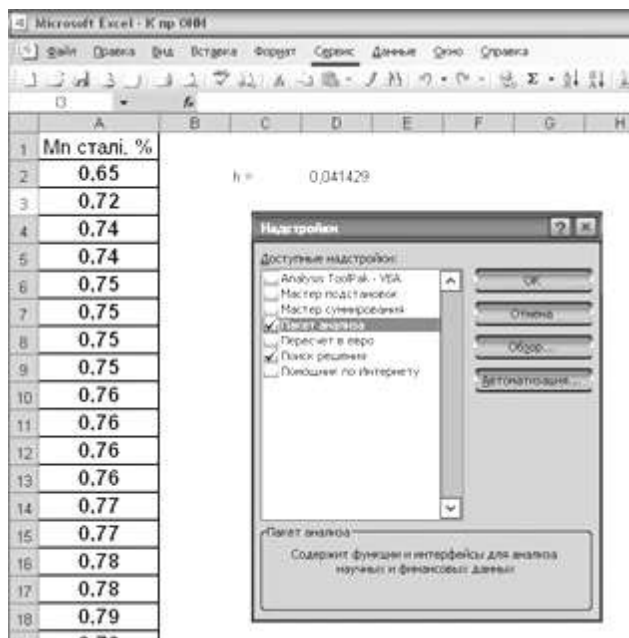 Microsoft Excel - К пр ОНИ
Файл Правка Вид Вставка Формат Сервис Данные Окно Справка
fx
A B C D E F G H
1 Mn сталі. %
2 0.65 h = 0,041429
3 0.72
4 0.74
5 0.74
6 0.75
7 0.75
8 0.75
9 0.75
10 0.76
11 0.76
12 0.76
13 0.76
14 0.77
15 0.77
16 0.78
17 0.78
18 0.79
Надстройки
Доступные надстройки:
Analysis ToolPak - VBA
Мастер подстановок
Мастер суммирования
Пакет анализа
Пересчет в евро
Поиск решения
Помощник по Интернету
ОК
Отмена
Обзор...
Автоматизация...
Пакет анализа
Содержит функции и интерфейсы для анализа
научных и финансовых данных